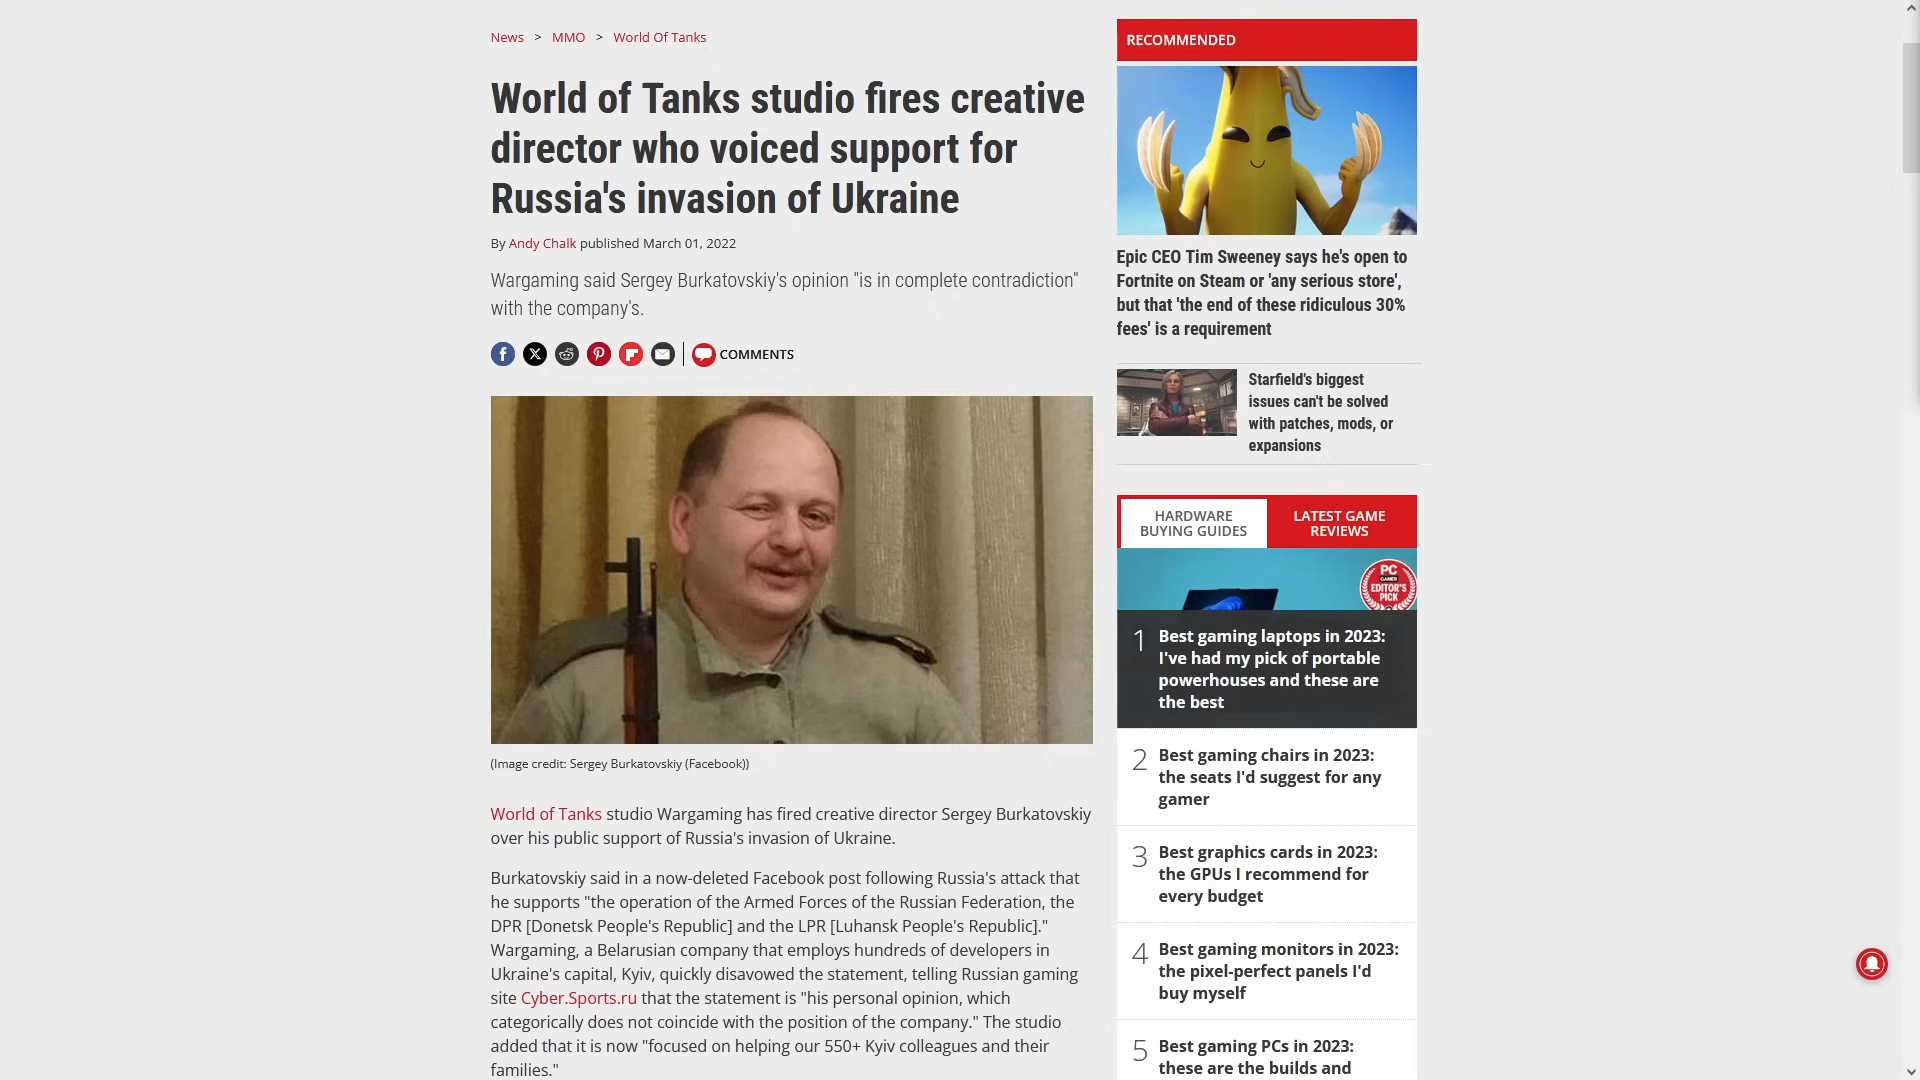 News > MMO > World Of Tanks
World of Tanks studio fires creative
director who voiced support for
Russia's invasion of Ukraine
By Andy Chalk published March 01, 2022
Wargaming said Sergey Burkatovskiy's opinion "is in complete contradiction"
with the company's.
COMMENTS
(Image credit: Sergey Burkatovskiy (Facebook))
World of Tanks studio Wargaming has fired creative director Sergey Burkatovskiy
over his public support of Russia's invasion of Ukraine.
Burkatovskiy said in a now-deleted Facebook post following Russia's attack that
he supports "the operation of the Armed Forces of the Russian Federation, the
DPR [Donetsk People's Republic] and the LPR [Luhansk People's Republic]."
Wargaming, a Belarusian company that employs hundreds of developers in
Ukraine's capital, Kyiv, quickly disavowed the statement, telling Russian gaming
site Cyber.Sports.ru that the statement is "his personal opinion, which
categorically does not coincide with the position of the company." The studio
added that it is now "focused on helping our 550+ Kyiv colleagues and their
families."
RECOMMENDED
Epic CEO Tim Sweeney says he's open to
Fortnite on Steam or 'any serious store',
but that 'the end of these ridiculous 30%
fees' is a requirement
Starfield's biggest
issues can't be solved
with patches, mods, or
expansions
HARDWARE
BUYING GUIDES
LATEST GAME
REVIEWS
PC
GAMER
EDITOR'S
PICK
1 Best gaming laptops in 2023:
I've had my pick of portable
powerhouses and these are
the best
2 Best gaming chairs in 2023:
the seats I'd suggest for any
gamer
3 Best graphics cards in 2023:
the GPUs I recommend for
every budget
4 Best gaming monitors in 2023:
the pixel-perfect panels I'd
buy myself
5 Best gaming PCs in 2023:
these are the builds and